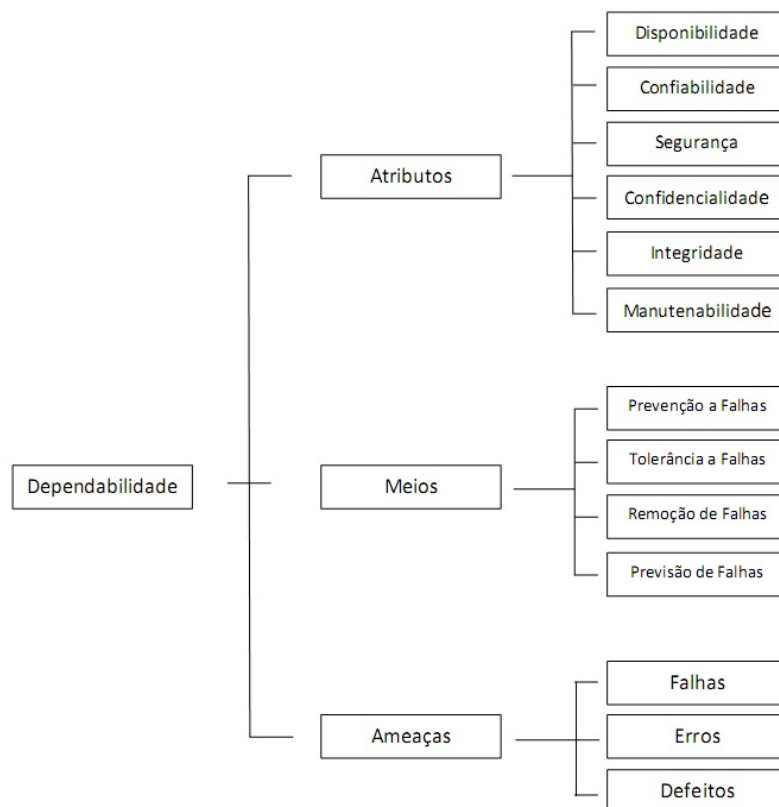 Dependabilidade
Atributos
Disponibilidade
Confiabilidade
Segurança
Confidencialidade
Integridade
Manutenabilidade
Meios
Prevenção a Falhas
Tolerância a Falhas
Remoção de Falhas
Previsão de Falhas
Ameaças
Falhas
Erros
Defeitos